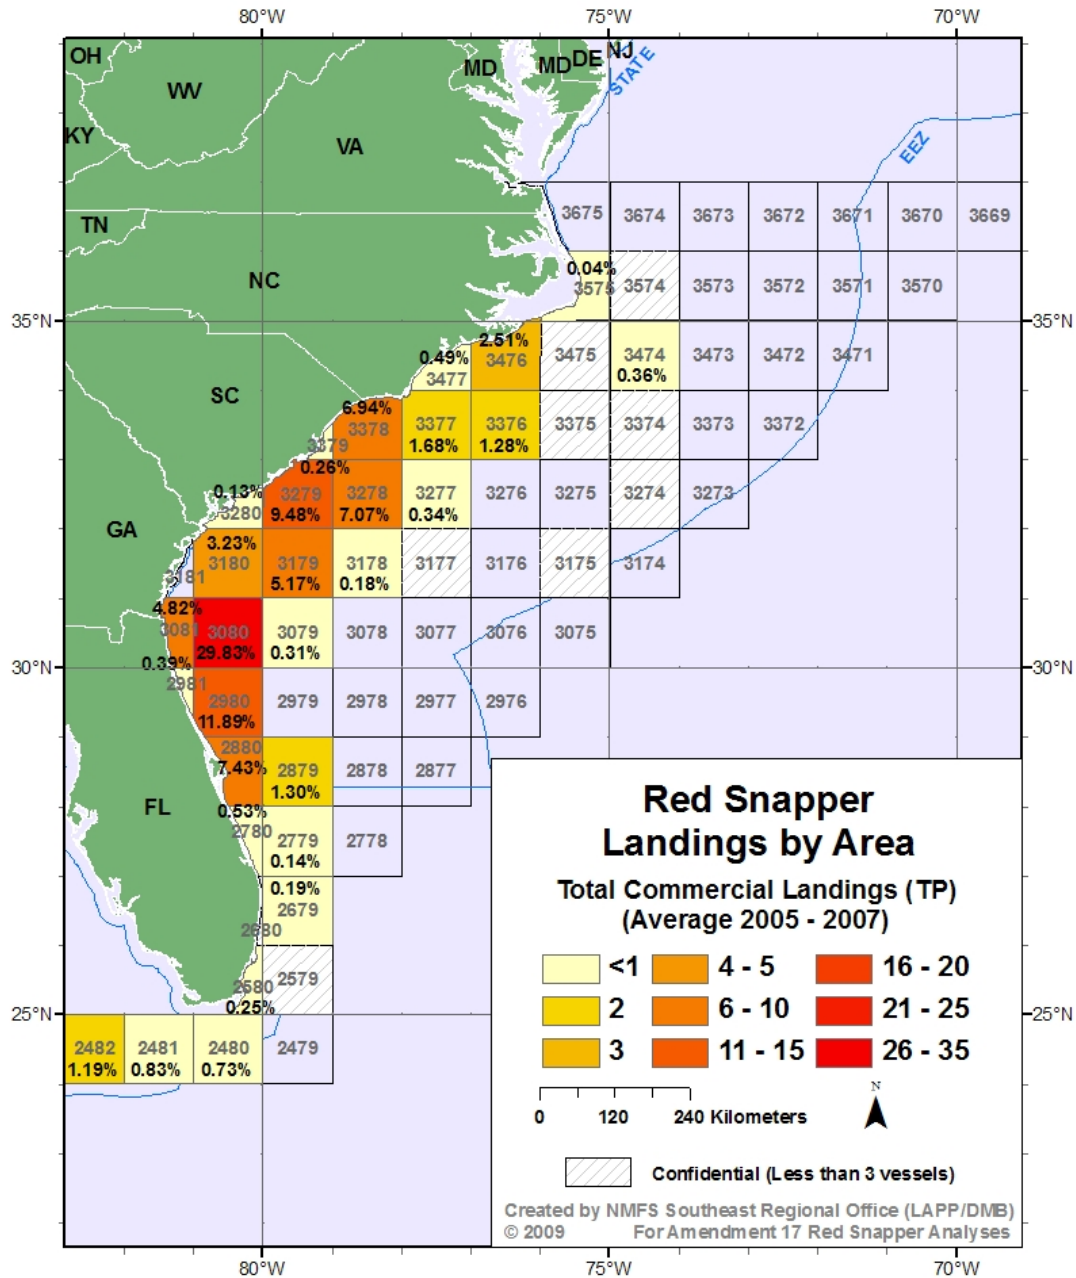 80°W 75°W 70°W
OH MD MD DE NJ
STATE
WV
KY VA EEZ
TN 3675 3674 3673 3672 3671 3670 3669
NC 0.04%
3575 3574 3573 3572 3571 3570
35°N 35°N
2.51%
0.49% 3476 3475 3474 3473 3472 3471
3477 0.36%
SC 6.94%
3378 3377 3376 3375 3374 3373 3372
3379 1.68% 1.28%
0.26%
0.13% 3279 3278 3277 3276 3275 3274 3273
3280 9.48% 7.07% 0.34%
GA 3.23%
3180 3179 3178 3177 3176 3175 3174
3181 5.17% 0.18%
4.82%
3081 3080 3079 3078 3077 3076 3075
29.83% 0.31%
0.39%
30°N 30°N
2981
2980 2979 2978 2977 2976
11.89%
2880
7.43% 2879 2878 2877
1.30%
FL 0.53%
2780 2779 2778
0.14%
0.19%
2679
2680
2580 2579
0.25%
25°N 25°N
2482 2481 2480 2479
1.19% 0.83% 0.73%
Red Snapper
Landings by Area
Total Commercial Landings (TP)
(Average 2005 - 2007)
<1 4 - 5 16 - 20
2 6 - 10 21 - 25
3 11 - 15 26 - 35
N
0 120 240 Kilometers
Confidential (Less than 3 vessels)
Created by NMFS Southeast Regional Office (LAPP/DMB)
© 2009 For Amendment 17 Red Snapper Analyses
80°W 75°W 70°W